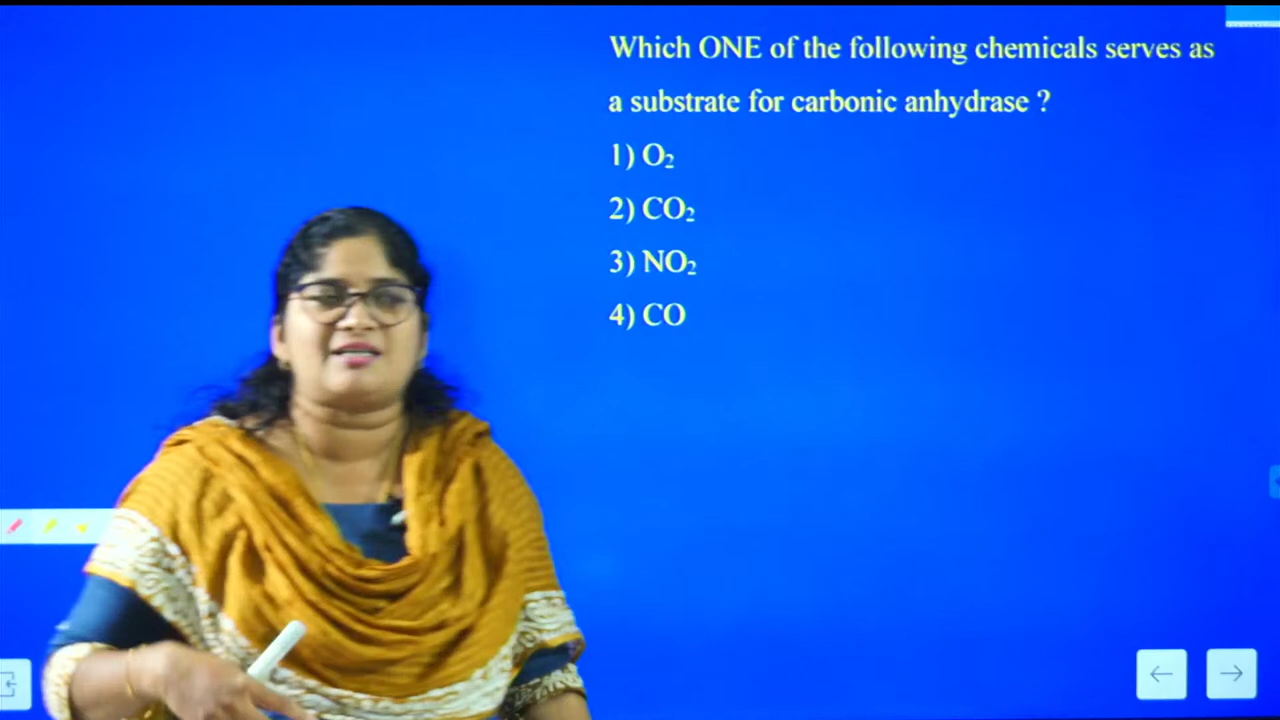 Which ONE of the following chemicals serves as
a substrate for carbonic anhydrase ?
1) O₂
2) CO₂
3) NO₂
4) CO